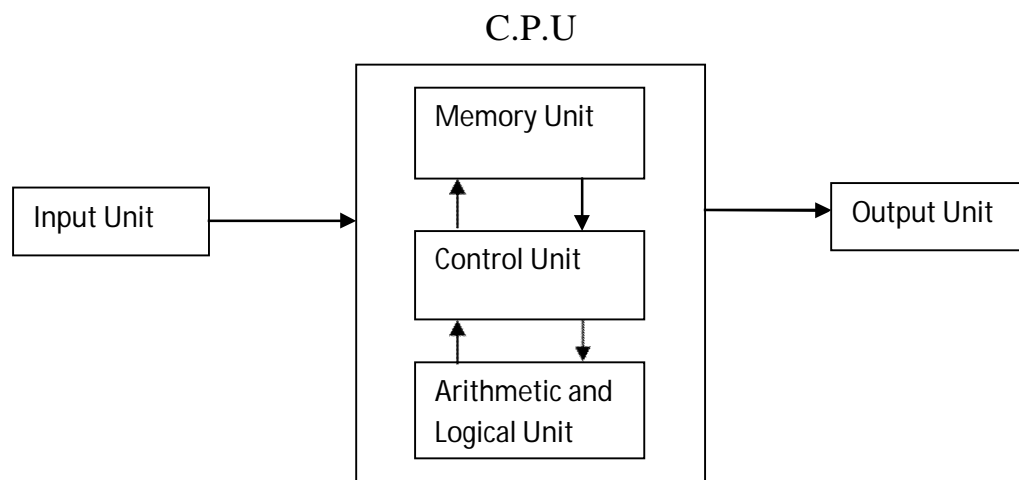 C.P.U
Memory Unit
Input Unit
Control Unit
Output Unit
Arithmetic and
Logical Unit